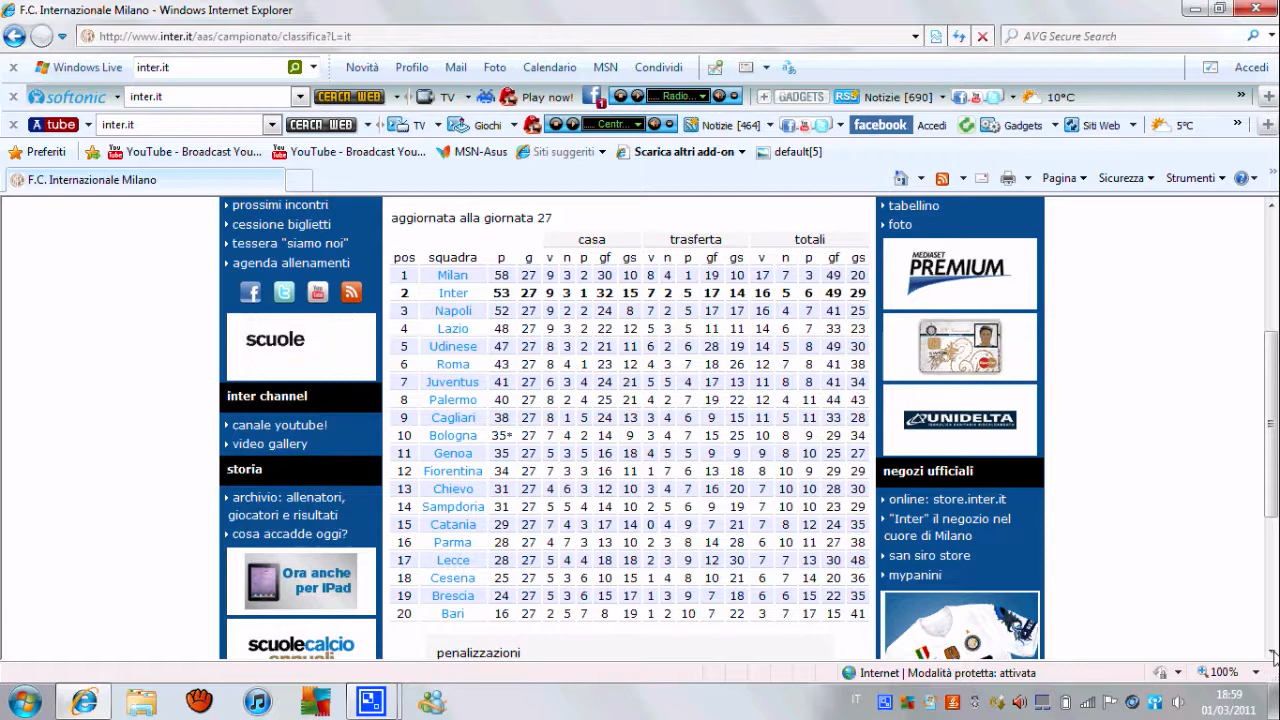 F.C. Internazionale Milano - Windows Internet Explorer
http://www.inter.it/aas/campionato/classifica?L=it
AVG Secure Search
x Windows Live inter.it Novità Profilo Mail Foto Calendario MSN Condividi Accedi
x softonic inter.it CERCA WEB TV Play now! 1 Radio... GADGETS RSS Notizie [690] 10°C »
x A tube inter.it CERCA WEB TV Giochi Centr... Notizie [464] facebook Accedi Gadgets Siti Web 5°C »
Preferiti YouTube - Broadcast You... YouTube - Broadcast You... MSN-Asus Siti suggeriti Scarica altri add-on default[5]
F.C. Internazionale Milano Pagina Sicurezza Strumenti »
prossimi incontri
cessione biglietti
tessera "siamo noi"
agenda allenamenti
scuole
inter channel
canale youtube!
video gallery
storia
archivio: allenatori,
giocatori e risultati
cosa accadde oggi?
Ora anche
per iPad
scuolecalcio
aggiornata alla giornata 27
casa trasferta totali
pos squadra p g v n p gf gs v n p gf gs v n p gf gs
1 Milan 58 27 9 3 2 30 10 8 4 1 19 10 17 7 3 49 20
2 Inter 53 27 9 3 1 32 15 7 2 5 17 14 16 5 6 49 29
3 Napoli 52 27 9 2 2 24 8 7 2 5 17 17 16 4 7 41 25
4 Lazio 48 27 9 3 2 22 12 5 3 5 11 11 14 6 7 33 23
5 Udinese 47 27 8 3 2 21 11 6 2 6 28 19 14 5 8 49 30
6 Roma 43 27 8 4 1 23 12 4 3 7 18 26 12 7 8 41 38
7 Juventus 41 27 6 3 4 24 21 5 5 4 17 13 11 8 8 41 34
8 Palermo 40 27 8 2 4 25 21 4 2 7 19 22 12 4 11 44 43
9 Cagliari 38 27 8 1 5 24 13 3 4 6 9 15 11 5 11 33 28
10 Bologna 35* 27 7 4 2 14 9 3 4 7 15 25 10 8 9 29 34
11 Genoa 35 27 5 3 5 16 18 4 5 5 9 9 9 8 10 25 27
12 Fiorentina 34 27 7 3 3 16 11 1 7 6 13 18 8 10 9 29 29
13 Chievo 31 27 4 6 3 12 10 3 4 7 16 20 7 10 10 28 30
14 Sampdoria 31 27 5 5 4 14 10 2 5 6 9 19 7 10 10 23 29
15 Catania 29 27 7 4 3 17 14 0 4 9 7 21 7 8 12 24 35
16 Parma 28 27 4 7 3 13 10 2 3 8 14 28 6 10 11 27 38
17 Lecce 28 27 5 4 4 18 18 2 3 9 12 30 7 7 13 30 48
18 Cesena 25 27 5 3 6 10 15 1 4 8 10 21 6 7 14 20 36
19 Brescia 24 27 5 3 6 15 17 1 3 9 7 18 6 6 15 22 35
20 Bari 16 27 2 5 7 8 19 1 2 10 7 22 3 7 17 15 41
penalizzazioni
tabellino
foto
MEDIASET
PREMIUM
UNIDELTA
negozi ufficiali
online: store.inter.it
"Inter" il negozio nel
cuore di Milano
san siro store
mypanini
Internet | Modalità protetta: attivata 100%
IT 18:59
01/03/2011